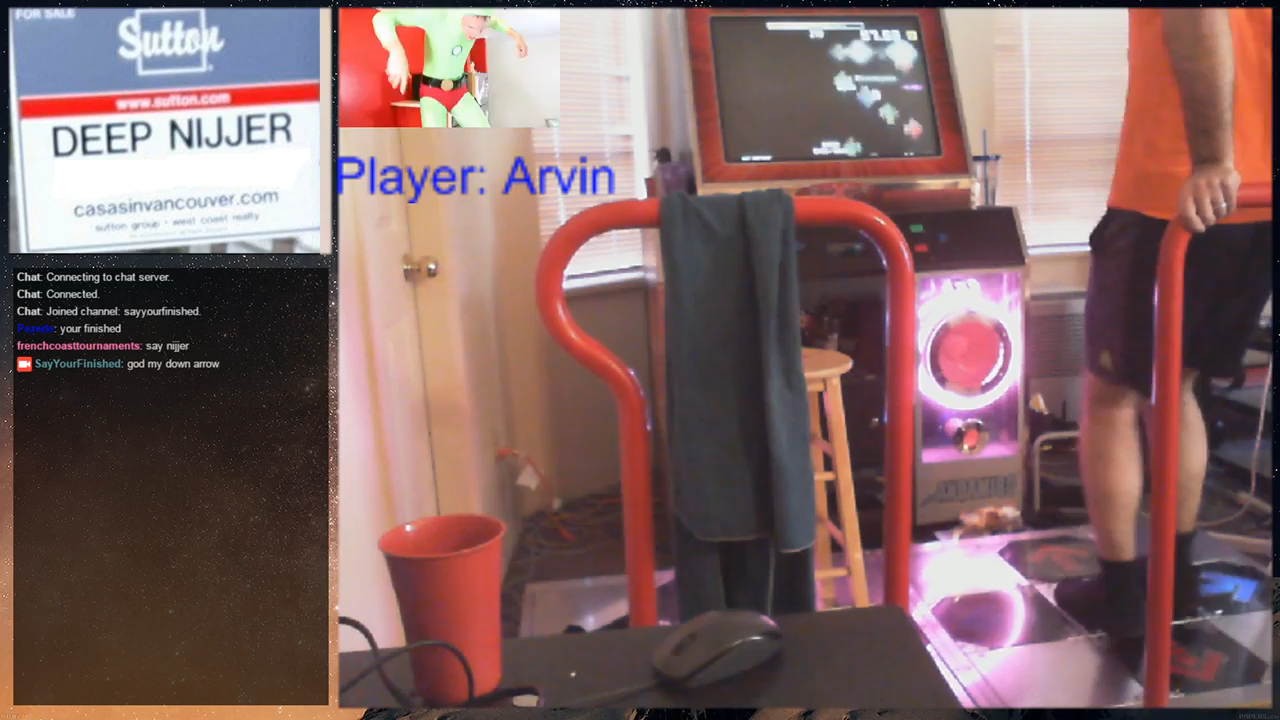 FOR SALE
Sutton
www.sutton.com
DEEP NIJJER
casasinvancouver.com
sutton group - west coast realty
Player: Arvin
Chat: Connecting to chat server..
Chat: Connected.
Chat: Joined channel: sayyourfinished.
your finished
frenchcoasttournaments: say nijjer
SayYourFinished: god my down arrow